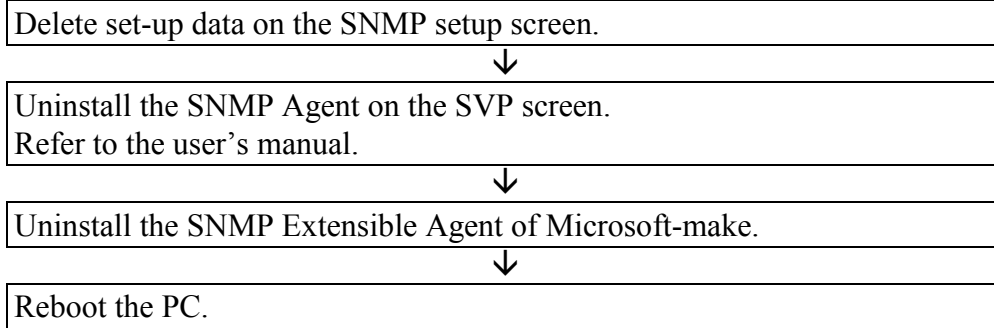 Delete set-up data on the SNMP setup screen.
Uninstall the SNMP Agent on the SVP screen.
Refer to the user’s manual.
Uninstall the SNMP Extensible Agent of Microsoft-make.
Reboot the PC.